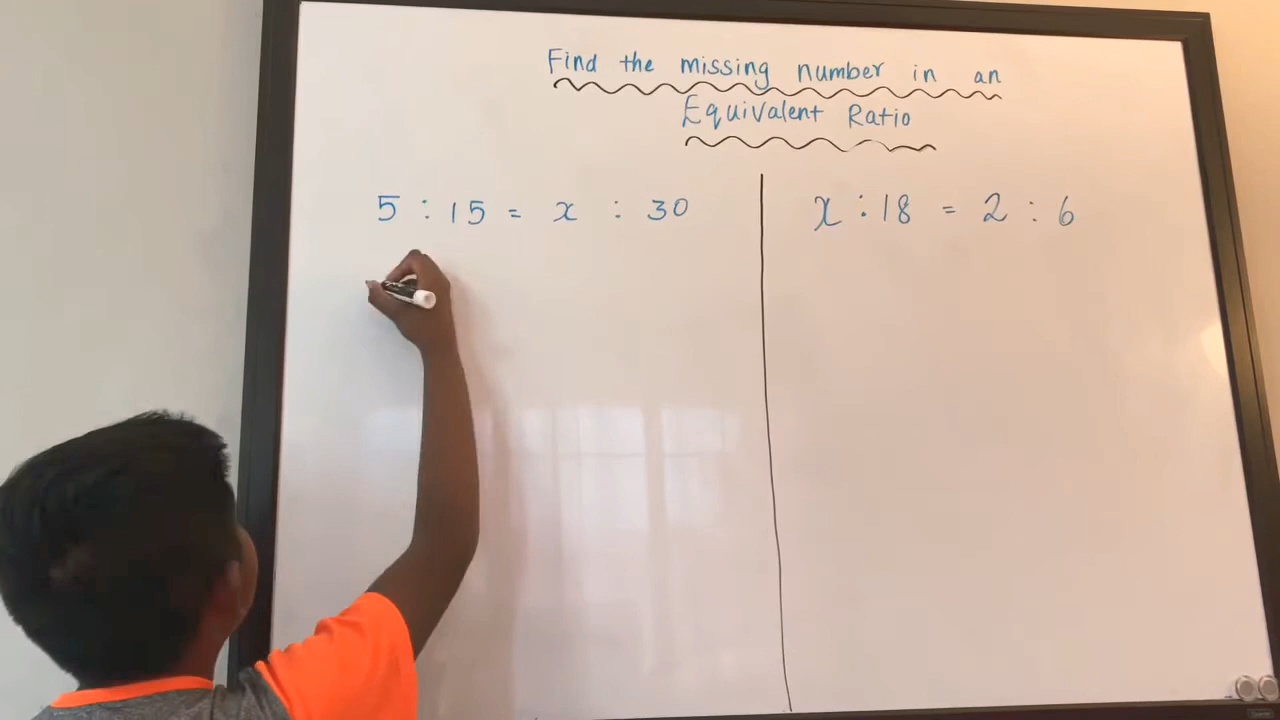 Find the missing number in an
Equivalent Ratio
5 : 15 = x : 30
x : 18 = 2 : 6